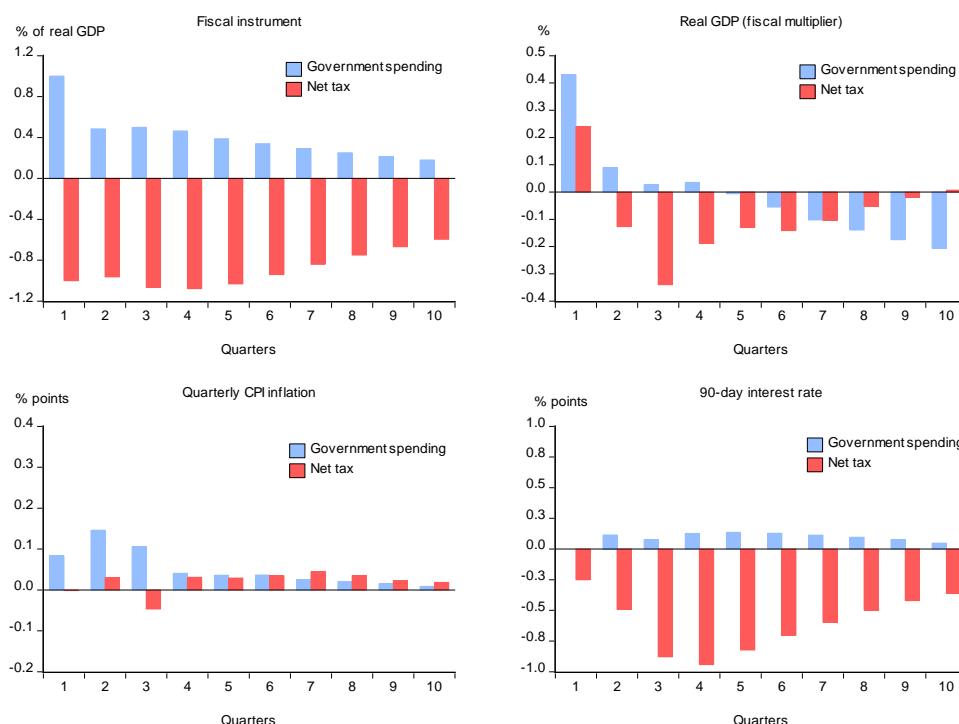 Fiscal instrument
% of real GDP
Government spending
Net tax
1.2
0.8
0.4
0.0
-0.4
-0.8
-1.2
1 2 3 4 5 6 7 8 9 10
Quarters
Real GDP (fiscal multiplier)
%
Government spending
Net tax
0.5
0.4
0.3
0.2
0.1
0.0
-0.1
-0.2
-0.3
-0.4
1 2 3 4 5 6 7 8 9 10
Quarters
Quarterly CPI inflation
% points
Government spending
Net tax
0.4
0.3
0.2
0.1
0.0
-0.1
-0.2
1 2 3 4 5 6 7 8 9 10
Quarters
90-day interest rate
% points
Government spending
Net tax
1.0
0.8
0.5
0.3
0.0
-0.3
-0.5
-0.8
-1.0
1 2 3 4 5 6 7 8 9 10
Quarters